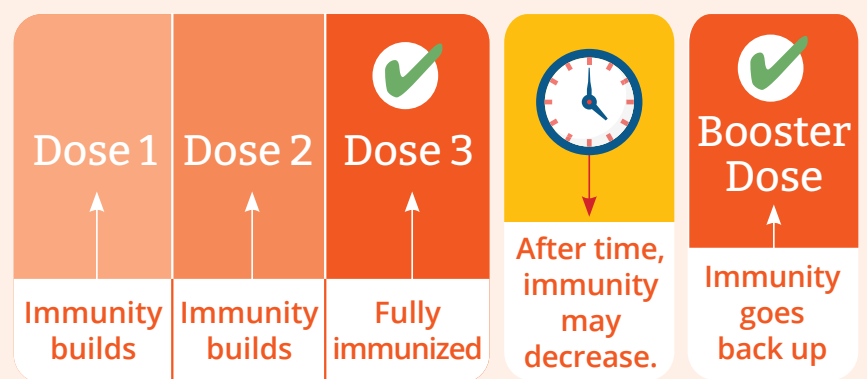 Dose 1
Immunity
builds
Dose 2
Immunity
builds
Dose 3
Fully
immunized
After time,
immunity
may
decrease.
Booster
Dose
Immunity
goes
back up